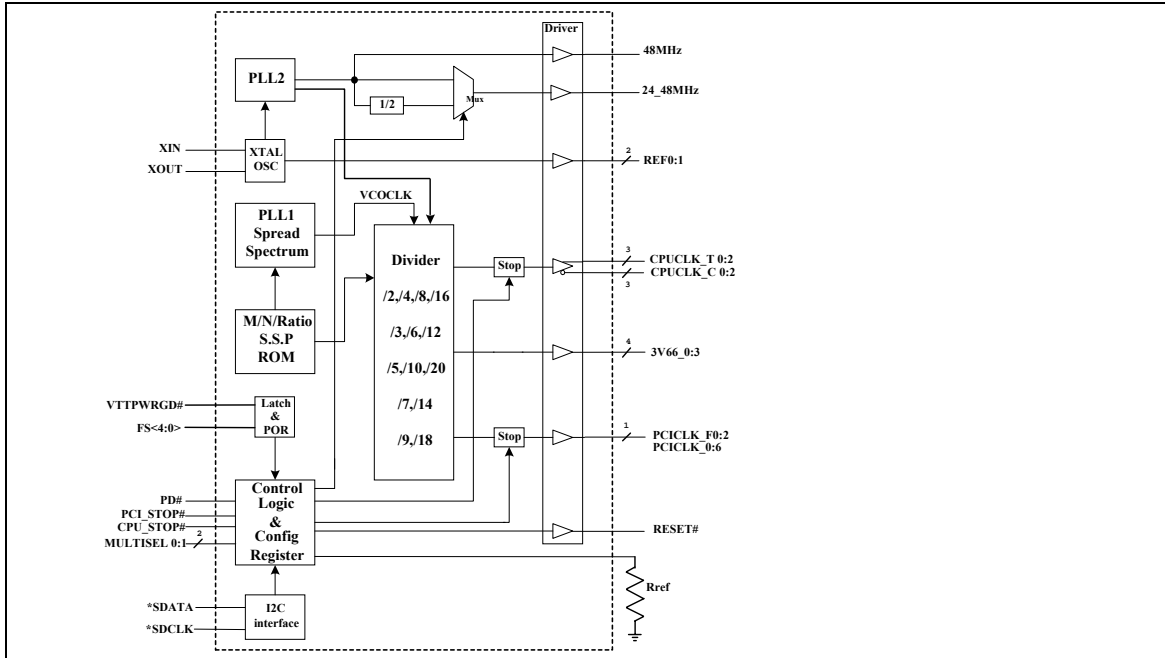 Driver
48MHz
PLL2
Mux
24_48MHz
1/2
XIN
XOUT
XTAL
OSC
2
REF0:1
VCOCLK
PLL1
Spread
Spectrum
Divider
/2,/4,/8,/16
/3,/6,/12
/5,/10,/20
/7,/14
/9,/18
Stop
3
CPUCLK_T 0:2
CPUCLK_C 0:2
3
M/N/Ratio
S.S.P
ROM
4
3V66_0:3
VTTPWRGD#
FS<4:0>
Latch
&
POR
Stop
1
PCICLK_F0:2
PCICLK_0:6
PD#
PCI_STOP#
CPU_STOP#
MULTISEL 0:1
2
Control
Logic
&
Config
Register
RESET#
Rref
*SDATA
*SDCLK
I2C
interface